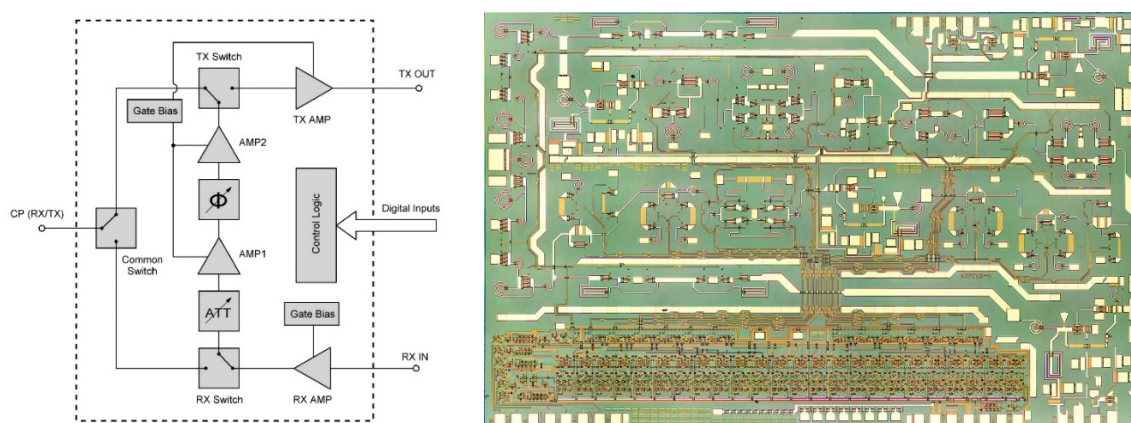 TX Switch
TX OUT
Gate Bias
TX AMP
AMP2
Φ
CP (RX/TX)
Control Logic
Digital Inputs
Common
Switch
AMP1
ATT
Gate Bias
RX IN
RX Switch
RX AMP